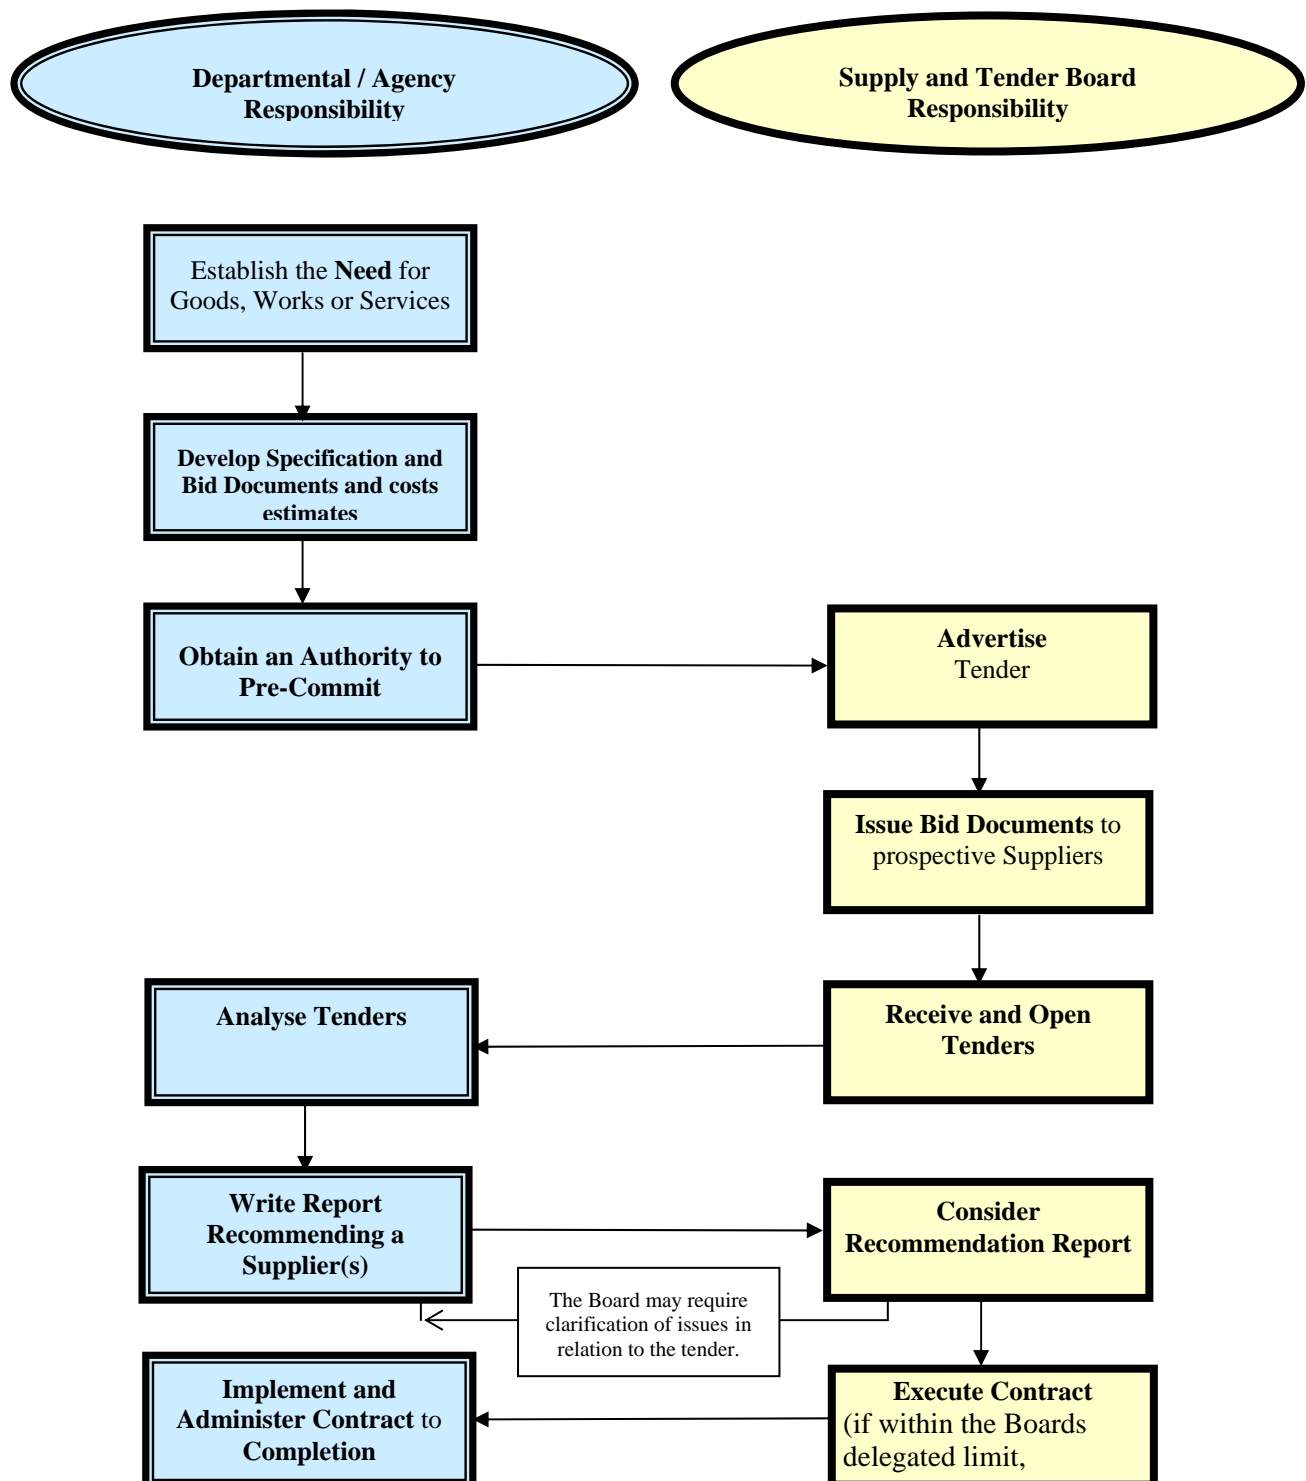 Departmental / Agency
Responsibility
Supply and Tender Board
Responsibility
Establish the Need for
Goods, Works or Services
Develop Specification and
Bid Documents and costs
estimates
Obtain an Authority to
Pre-Commit
Advertise
Tender
Issue Bid Documents to
prospective Suppliers
Receive and Open
Tenders
Analyse Tenders
Write Report
Recommending a
Supplier(s)
Consider
Recommendation Report
The Board may require
clarification of issues in
relation to the tender.
Execute Contract
(if within the Boards
delegated limit,
Implement and
Administer Contract to
Completion